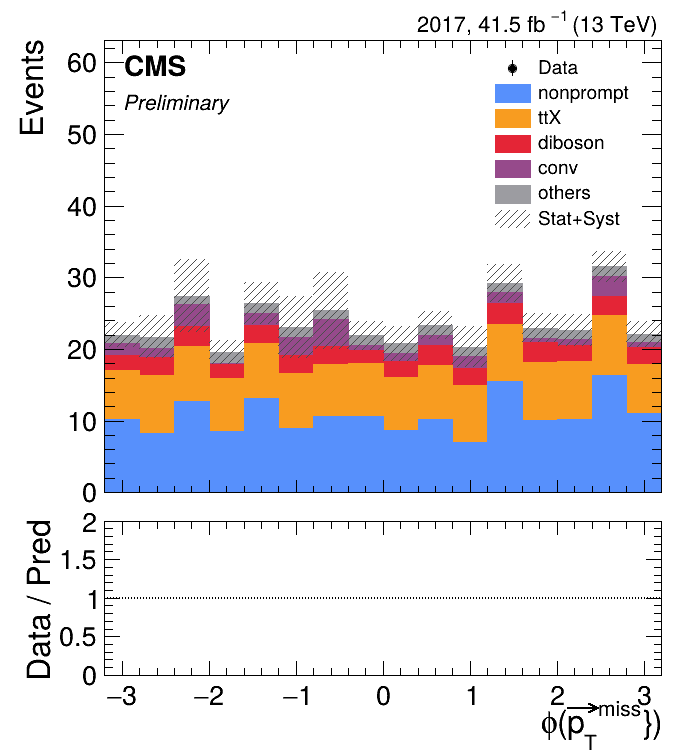 2017, 41.5 fb⁻¹ (13 TeV)
CMS
Preliminary
Events
60
50
40
30
20
10
0
Data
nonprompt
ttX
diboson
conv
others
Stat+Syst
Data / Pred
2
1.5
1
0.5
0
−3 −2 −1 0 1 2 3
ϕ(p⃗_T^miss})